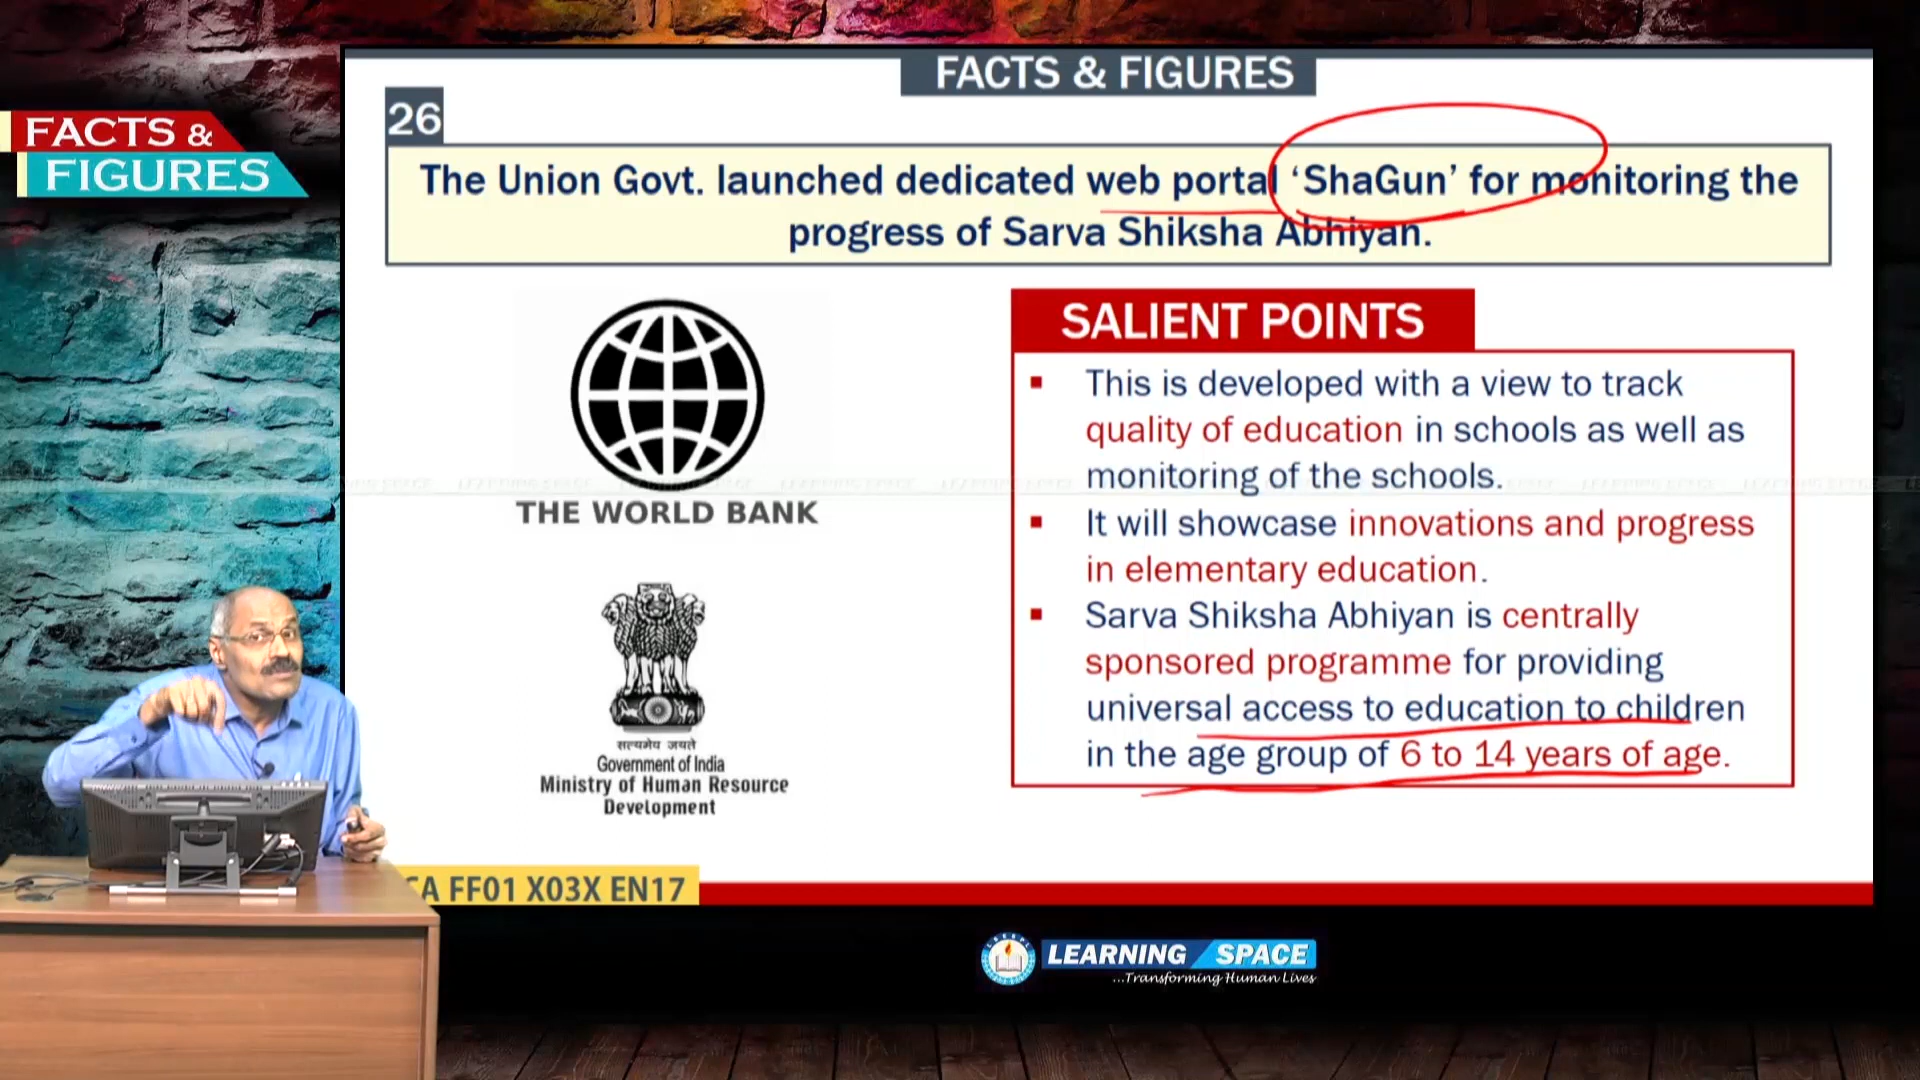 FACTS & FIGURES
26
FACTS &
FIGURES
The Union Govt. launched dedicated web portal ‘ShaGun’ for monitoring the
progress of Sarva Shiksha Abhiyan.
THE WORLD BANK
सत्यमेव जयते
Government of India
Ministry of Human Resource
Development
SALIENT POINTS
▪ This is developed with a view to track
quality of education in schools as well as
monitoring of the schools.
▪ It will showcase innovations and progress
in elementary education.
▪ Sarva Shiksha Abhiyan is centrally
sponsored programme for providing
universal access to education to children
in the age group of 6 to 14 years of age.
CA FF01 X03X EN17
LEARNING SPACE
...Transforming Human Lives